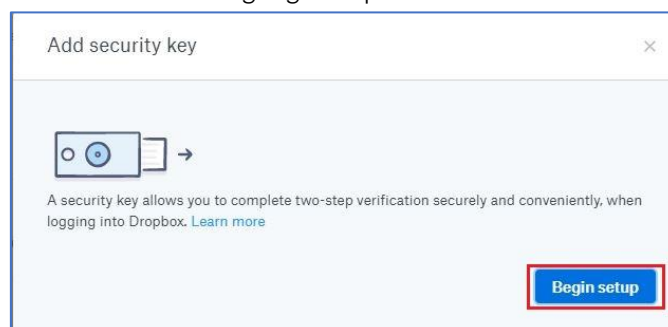 Add security key
A security key allows you to complete two-step verification securely and conveniently, when
logging into Dropbox. Learn more
Begin setup